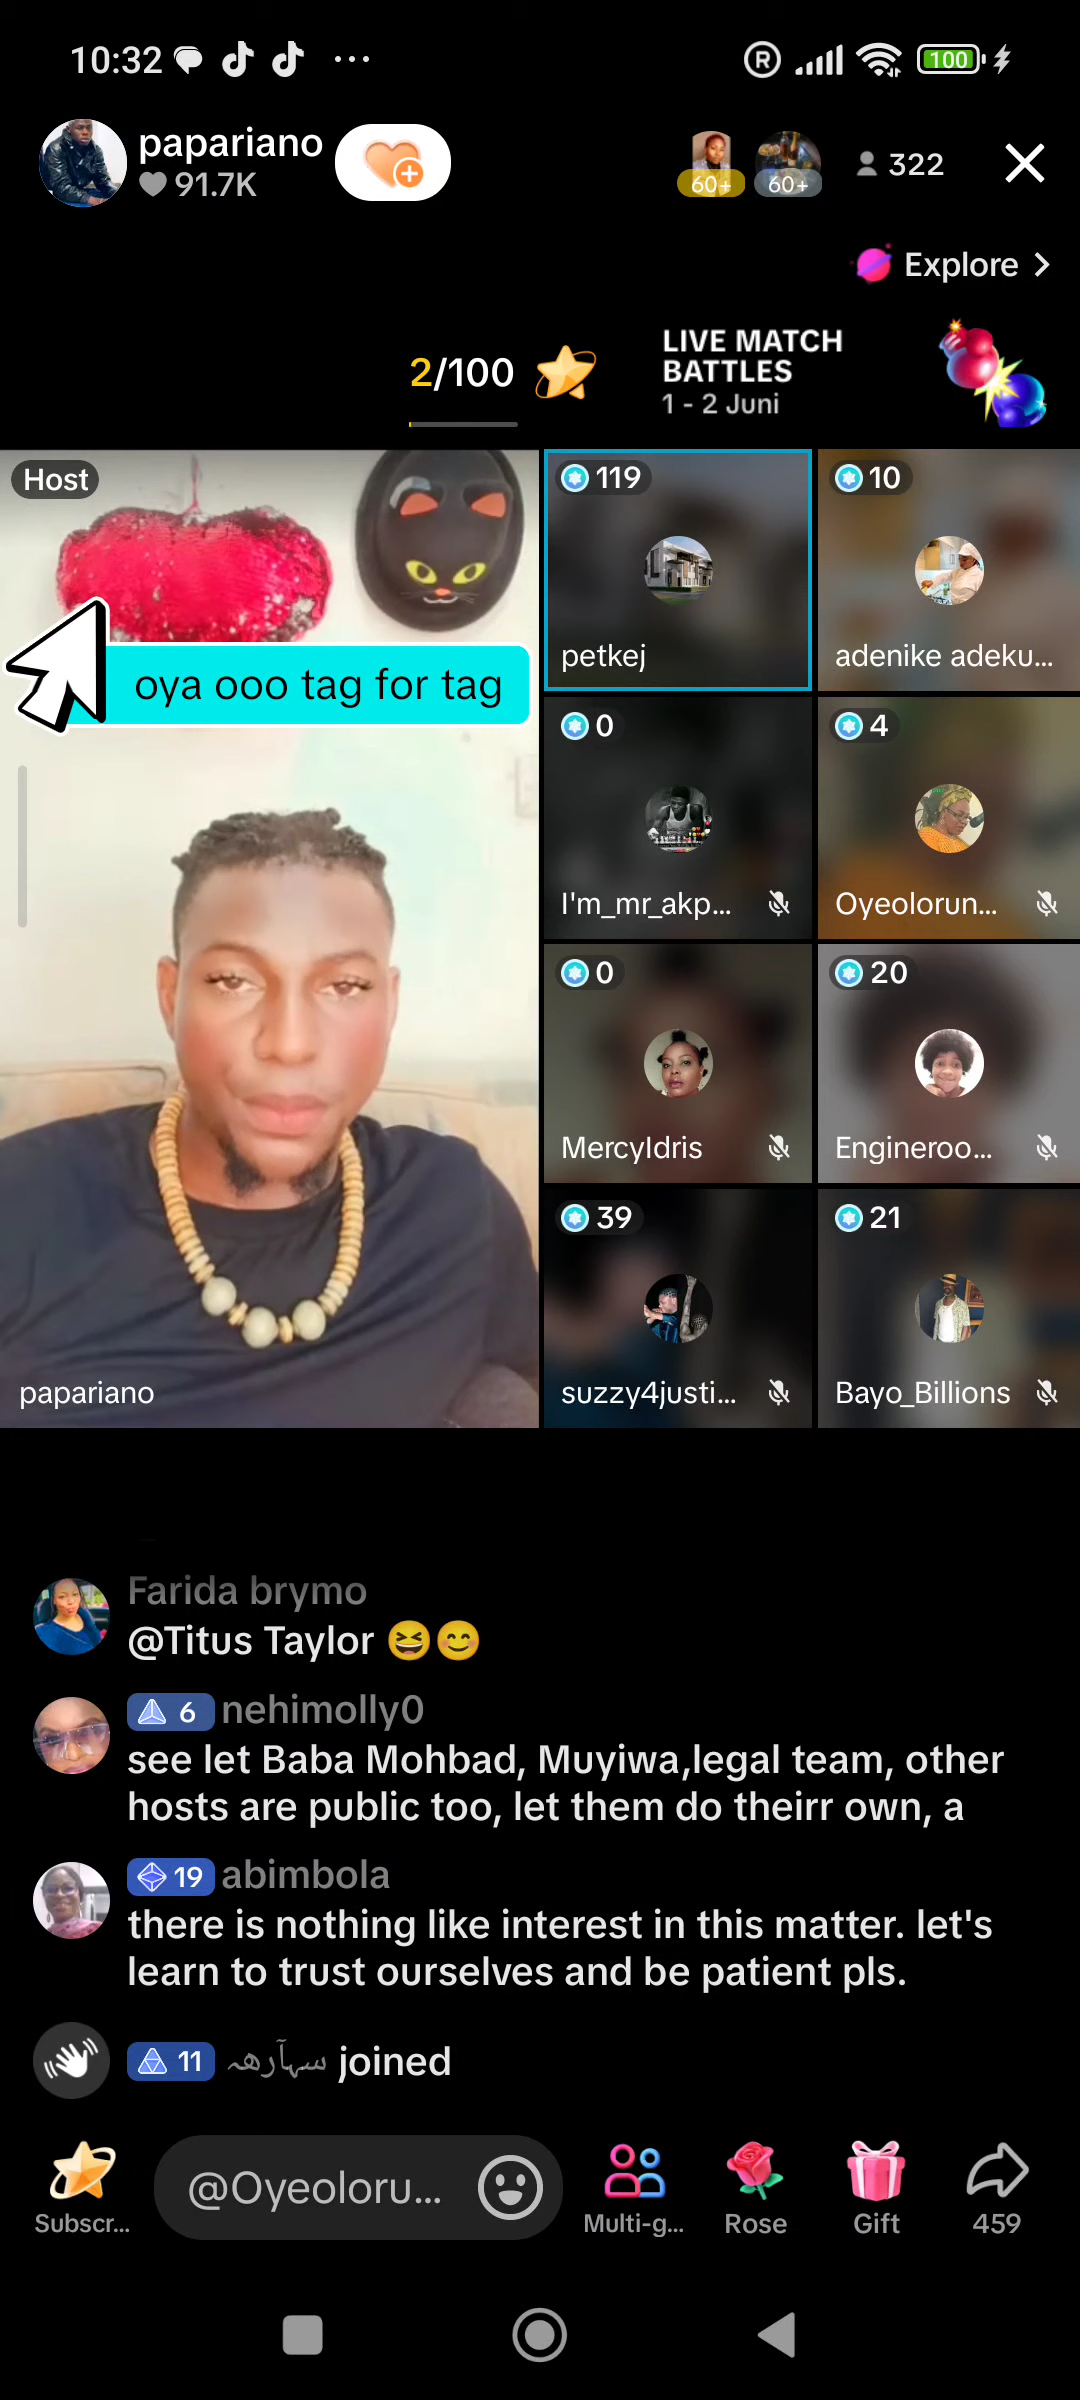 10:32
R
100
papariano
91.7K
60+
60+
322
Explore
2/100
LIVE MATCH
BATTLES
1 - 2 Juni
Host
oya ooo tag for tag
papariano
119
petkej
10
adenike adeku...
0
I'm_mr_akp...
4
Oyeolorun...
0
MercyIdris
20
Engineroo...
39
suzzy4justi...
21
Bayo_Billions
Farida brymo
@Titus Taylor 😆😊
6 nehimolly0
see let Baba Mohbad, Muyiwa,legal team, other
hosts are public too, let them do theirr own, a
19 abimbola
there is nothing like interest in this matter. let's
learn to trust ourselves and be patient pls.
11 سہآرهہ joined
Subscr...
@Oyeoloru...
Multi-g...
Rose
Gift
459